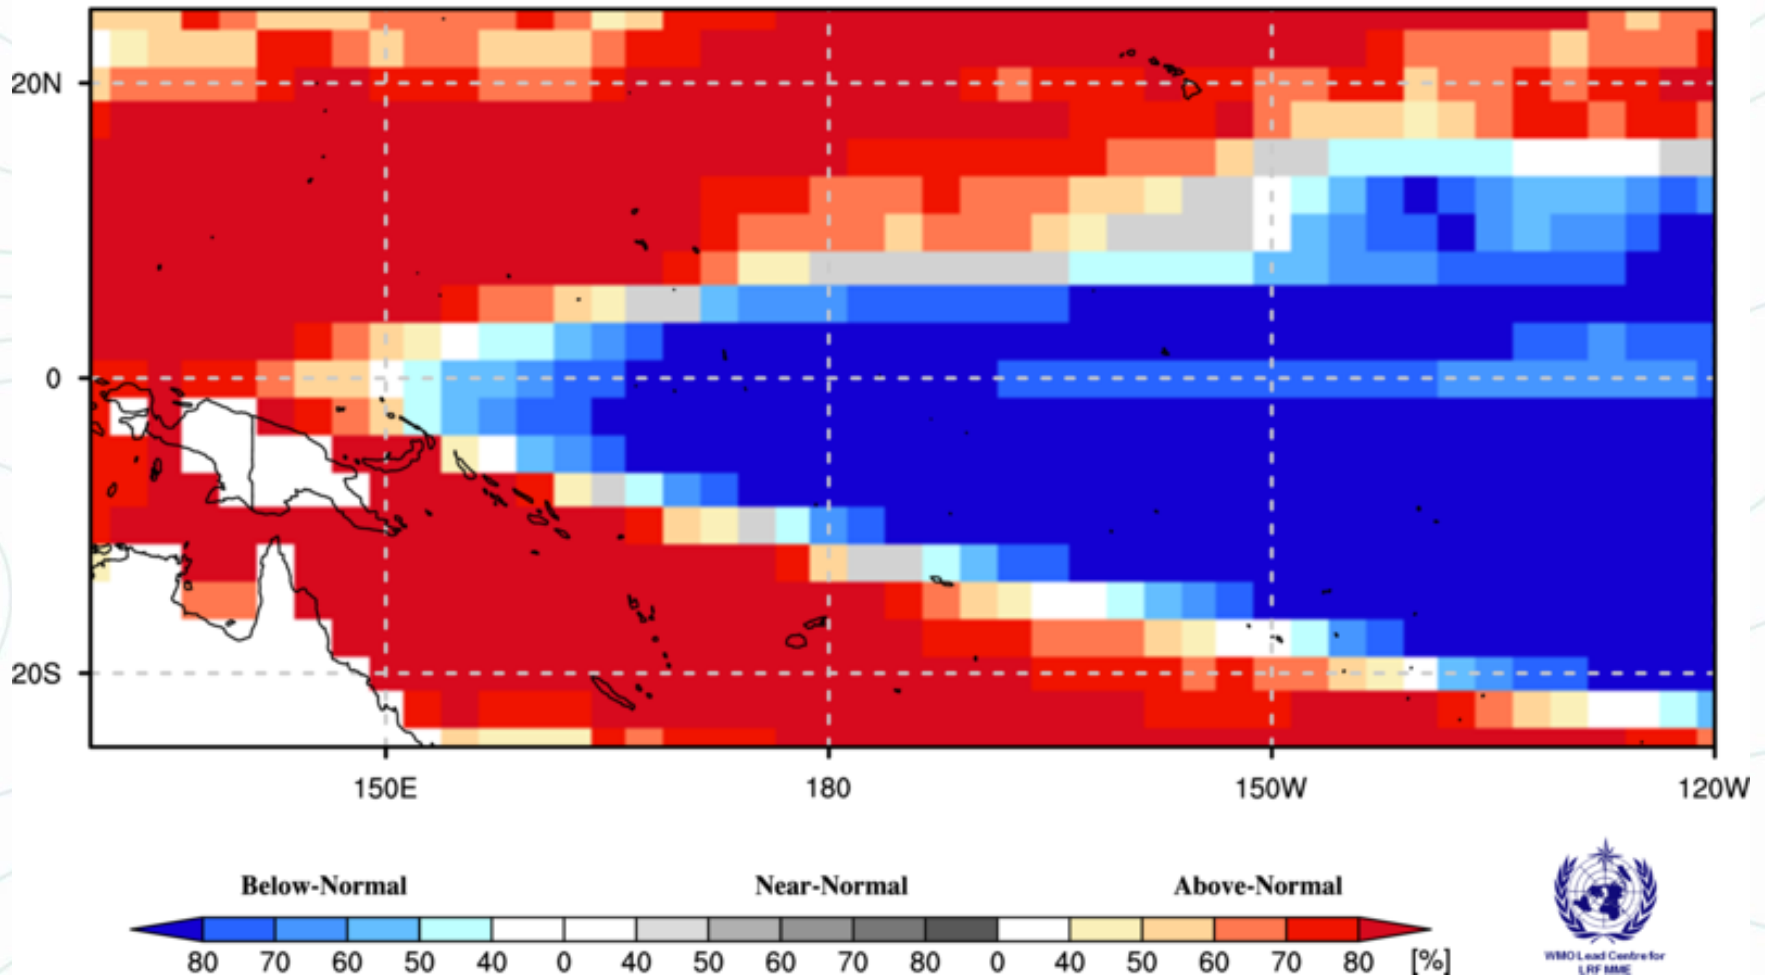 20N
0
20S
150E 180 150W 120W
Below-Normal Near-Normal Above-Normal
80 70 60 50 40 0 40 50 60 70 80 0 40 50 60 70 80 [%]
WMO Lead Centre for
LRF MME